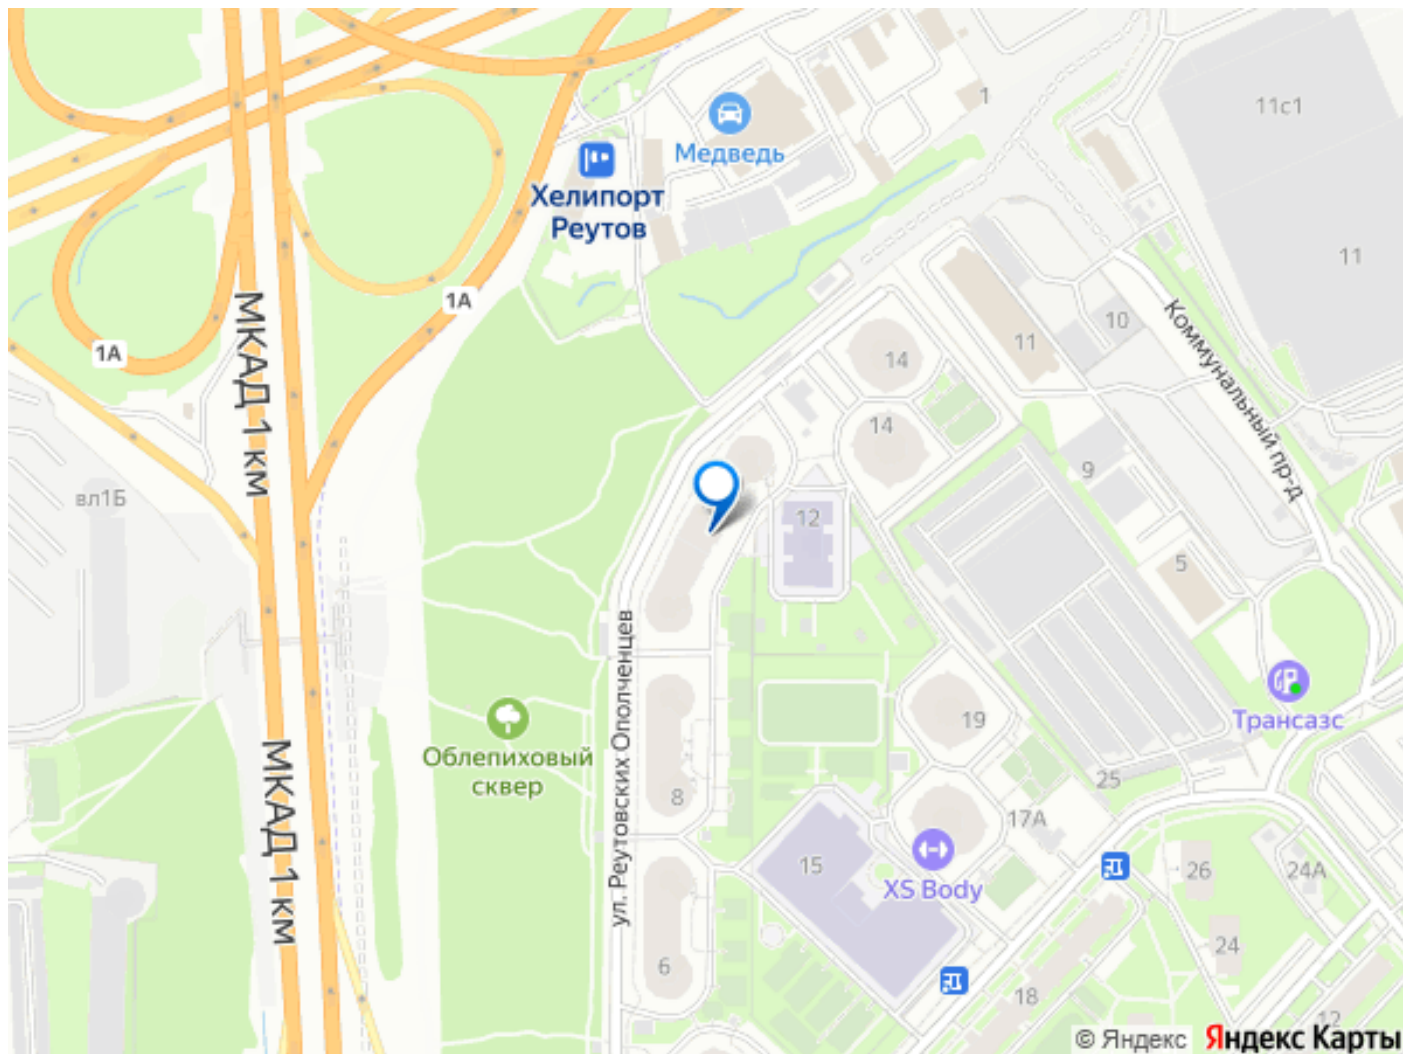 1
11с1
Медведь
Хелипорт
Реутов
11
1А
10
Коммунальный пр-д
11
14
1А
МКАД 1 км
14
9
вл1Б
12
5
ул. Реутовских Ополченцев
19
Трансазс
Облепиховый
сквер
МКАД 1 км
25
8
17А
15
26
24А
XS Body
24
6
18
12
© Яндекс
Яндекс Карты